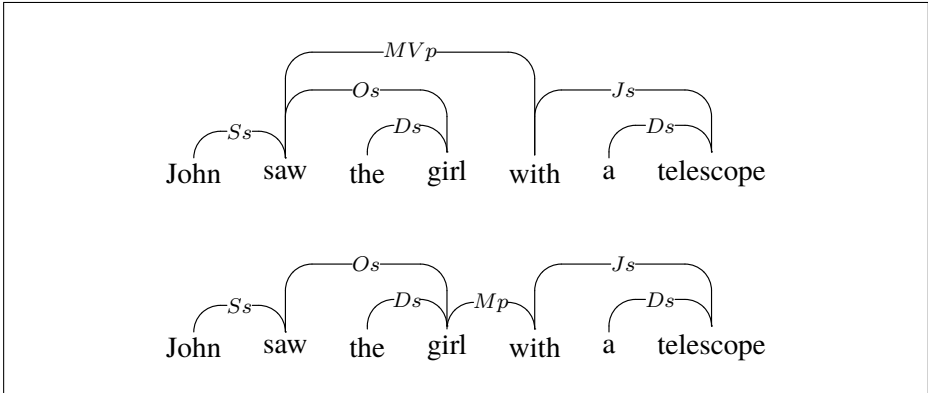 MVp
Os Js
Ss Ds Ds
John saw the girl with a telescope
Os Js
Ss Ds Mp Ds
John saw the girl with a telescope